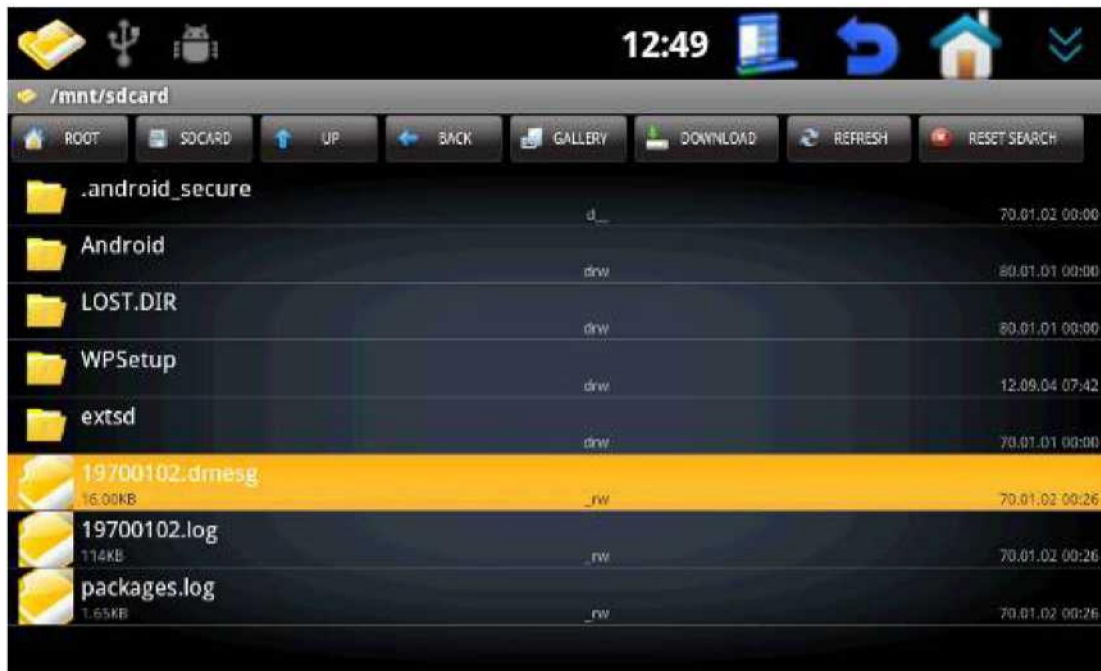 12:49
/mnt/sdcard
ROOT SDCARD UP BACK GALLERY DOWNLOAD REFRESH RESET SEARCH
.android_secure
d__ 70.01.02 00:00
Android
drw 80.01.01 00:00
LOST.DIR
drw 80.01.01 00:00
WPSetup
drw 12.09.04 07:42
extsd
drw 70.01.01 00:00
19700102.dmesg
16.00KB _rw 70.01.02 00:26
19700102.log
114KB _rw 70.01.02 00:26
packages.log
1.65KB _rw 70.01.02 00:26